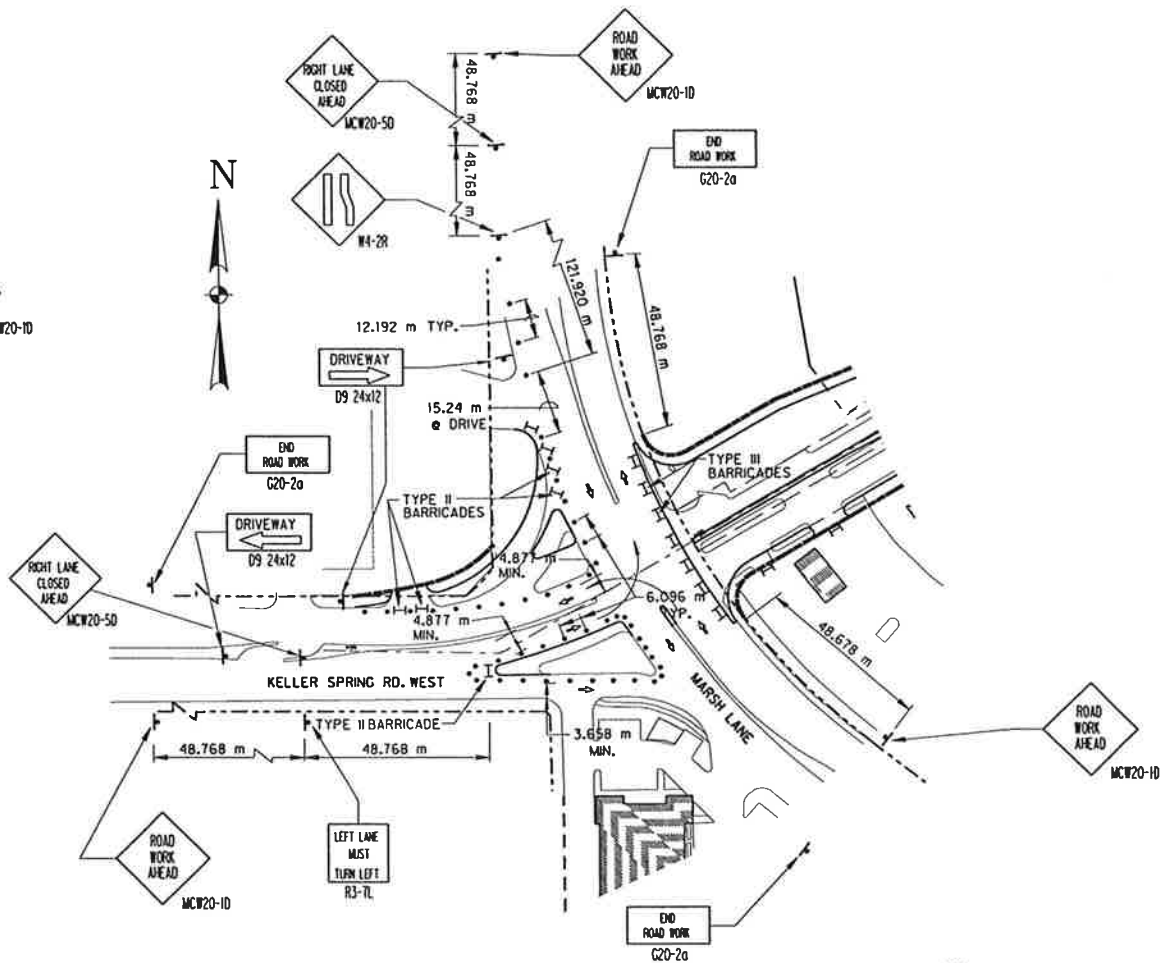 ROAD
WORK
AHEAD
MCW20-1D
RIGHT LANE
CLOSED
AHEAD
MCW20-5D
48.768 m
48.768 m
END
ROAD WORK
G20-2a
N
W4-2R
W20-1D
121.920 m
48.768 m
12.192 m TYP.
DRIVEWAY
D9 24x12
15.24 m
@ DRIVE
END
ROAD WORK
G20-2a
TYPE III
BARRICADES
TYPE II
BARRICADES
DRIVEWAY
D9 24x12
4.877 m
MIN.
RIGHT LANE
CLOSED
AHEAD
MCW20-5D
6.096 m
TYP.
4.877 m
MIN.
48.678 m
KELLER SPRING RD. WEST
MARSH LANE
TYPE II BARRICADE
48.768 m
48.768 m
3.658 m
MIN.
ROAD
WORK
AHEAD
MCW20-1D
ROAD
WORK
AHEAD
MCW20-1D
LEFT LANE
MUST
TURN LEFT
R3-7L
END
ROAD WORK
G20-2a